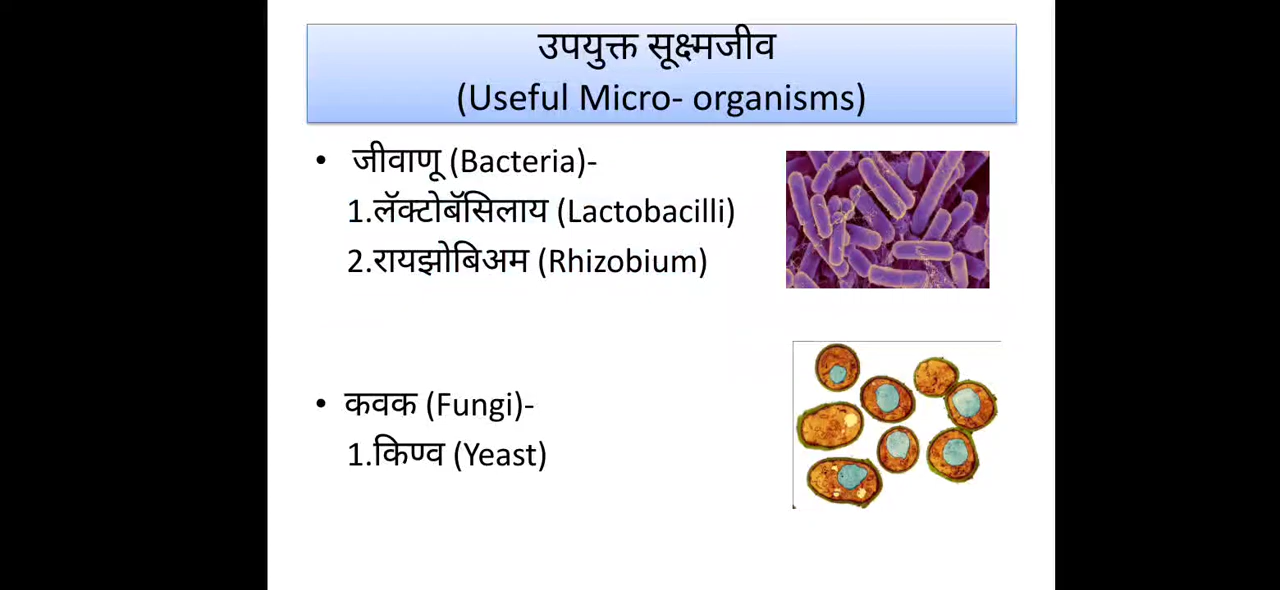 उपयुक्त सूक्ष्मजीव
(Useful Micro- organisms)
• जीवाणू (Bacteria)-
1.लॅक्टोबॅसिलाय (Lactobacilli)
2.रायझोबिअम (Rhizobium)
• कवक (Fungi)-
1.किण्व (Yeast)